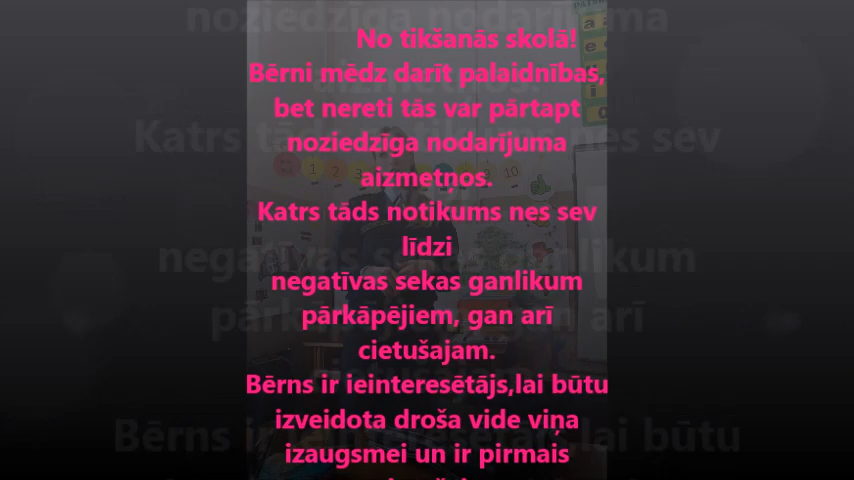 No tikšanās skolā!
Bērni mēdz darīt palaidnības,
bet nereti tās var pārtapt
noziedzīga nodarījuma
aizmetņos.
Katrs tāds notikums nes sev
līdzi
negatīvas sekas ganlikum
pārkāpējiem, gan arī
cietušajam.
Bērns ir ieinteresētājs,lai būtu
izveidota droša vide viņa
izaugsmei un ir pirmais